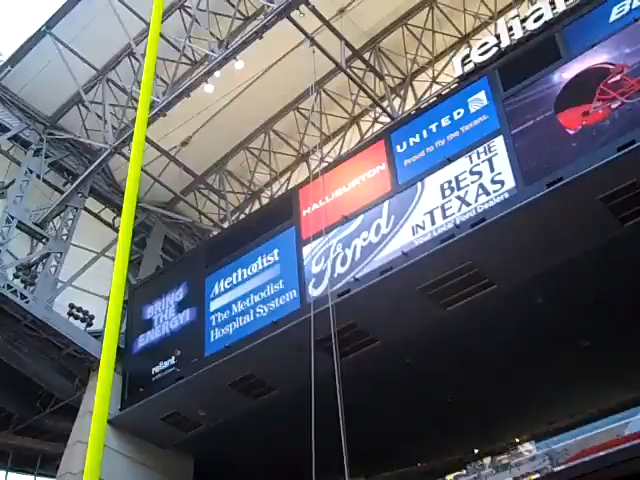 reliant
UNITED
Proud to fly the Texans.
HALLIBURTON
Ford
THE
BEST
IN TEXAS
Your Local Ford Dealers
Methodist
The Methodist
Hospital System
BRING
THE
ENERGY!
reliant